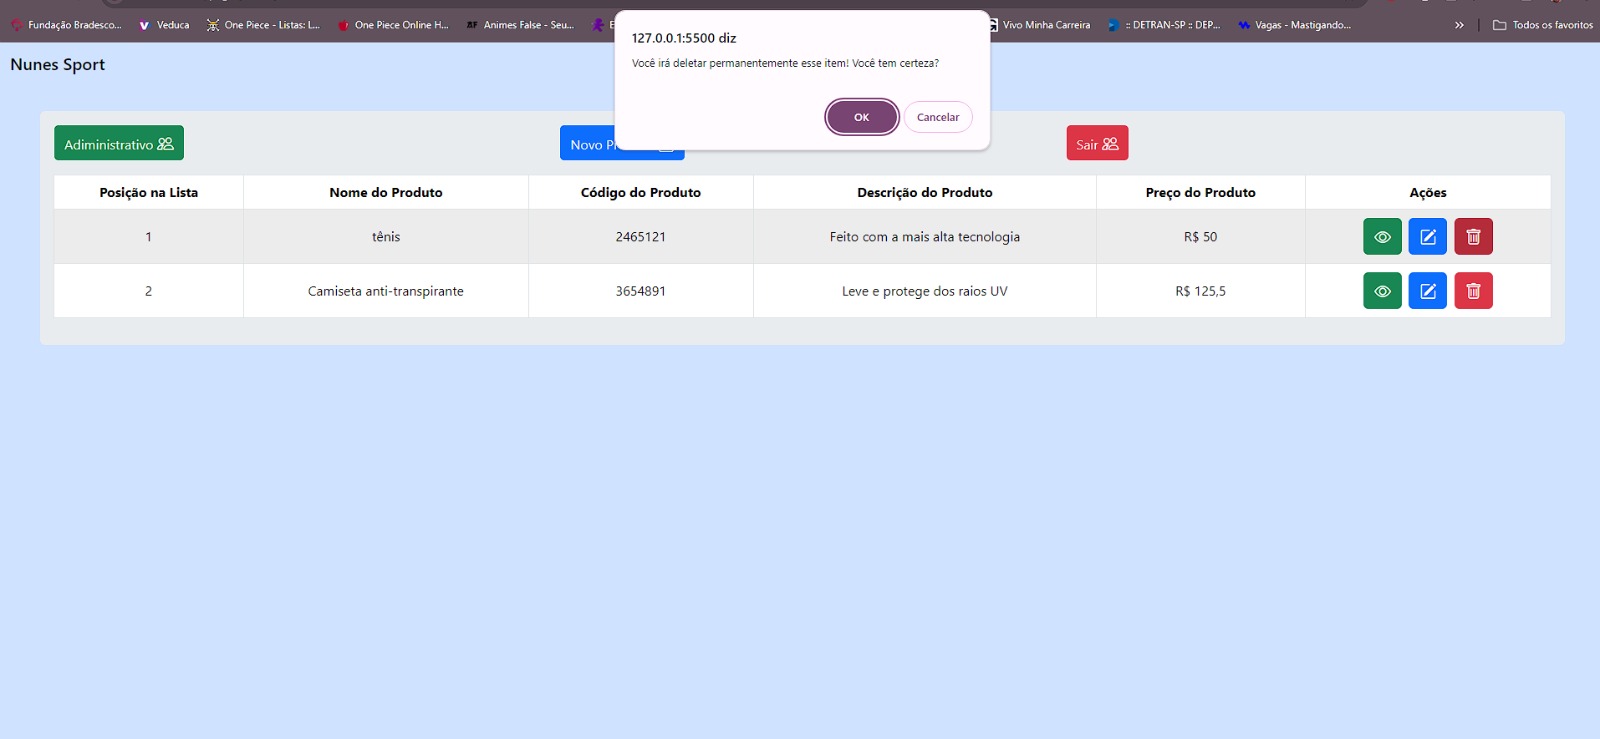 Fundação Bradesco...
Veduca
One Piece - Listas: L...
One Piece Online H...
Animes False - Seu...
Vivo Minha Carreira
:: DETRAN-SP :: DEP...
Vagas - Mastigando...
»
Todos os favoritos
127.0.0.1:5500 diz
Você irá deletar permanentemente esse item! Você tem certeza?
OK
Cancelar
Nunes Sport
Adiministrativo
Novo P
Sair
Posição na Lista Nome do Produto Código do Produto Descrição do Produto Preço do Produto Ações
1 tênis 2465121 Feito com a mais alta tecnologia R$ 50
2 Camiseta anti-transpirante 3654891 Leve e protege dos raios UV R$ 125,5